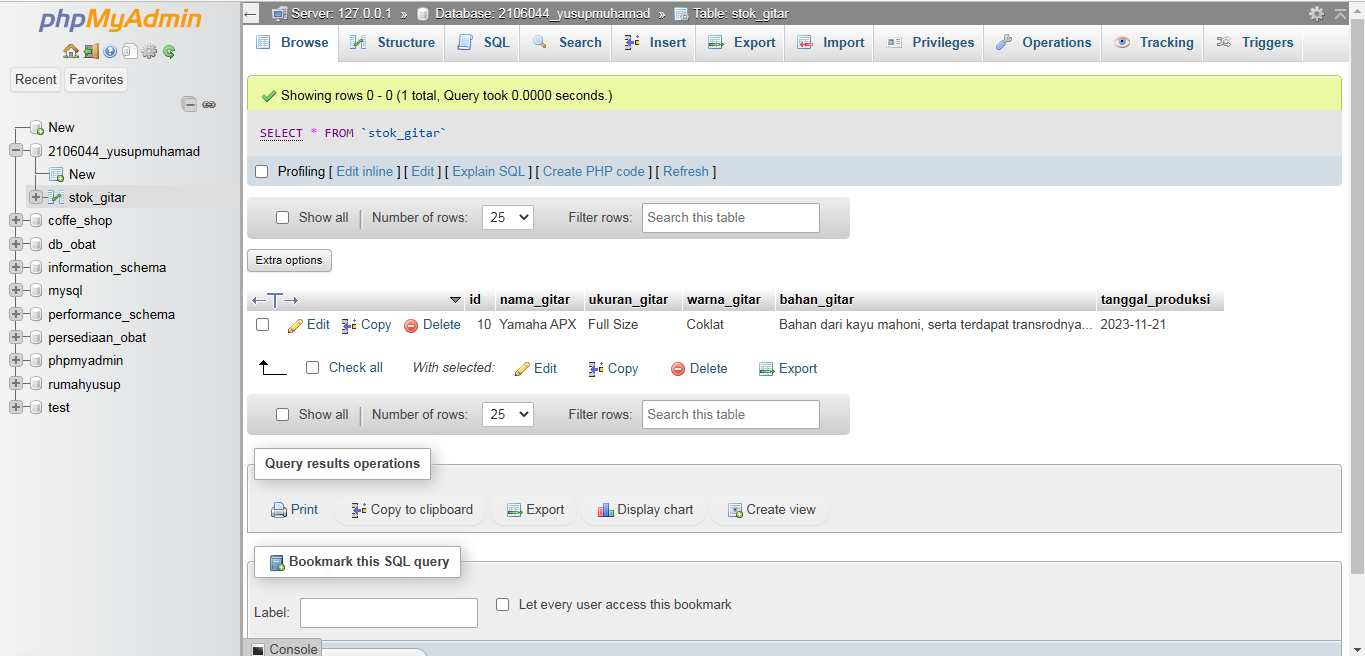 phpMyAdmin
Recent Favorites
New
2106044_yusupmuhamad
New
stok_gitar
coffe_shop
db_obat
information_schema
mysql
performance_schema
persediaan_obat
phpmyadmin
rumahyusup
test
Server: 127.0.0.1 » Database: 2106044_yusupmuhamad » Table: stok_gitar
Browse Structure SQL Search Insert Export Import Privileges Operations Tracking Triggers
Showing rows 0 - 0 (1 total, Query took 0.0000 seconds.)
SELECT * FROM `stok_gitar`
Profiling [ Edit inline ] [ Edit ] [ Explain SQL ] [ Create PHP code ] [ Refresh ]
Show all | Number of rows: 25 Filter rows: Search this table
Extra options
←T→ id nama_gitar ukuran_gitar warna_gitar bahan_gitar tanggal_produksi
Edit Copy Delete 10 Yamaha APX Full Size Coklat Bahan dari kayu mahoni, serta terdapat transrodnya... 2023-11-21
Check all With selected: Edit Copy Delete Export
Show all | Number of rows: 25 Filter rows: Search this table
Query results operations
Print Copy to clipboard Export Display chart Create view
Bookmark this SQL query
Label: Let every user access this bookmark
Console